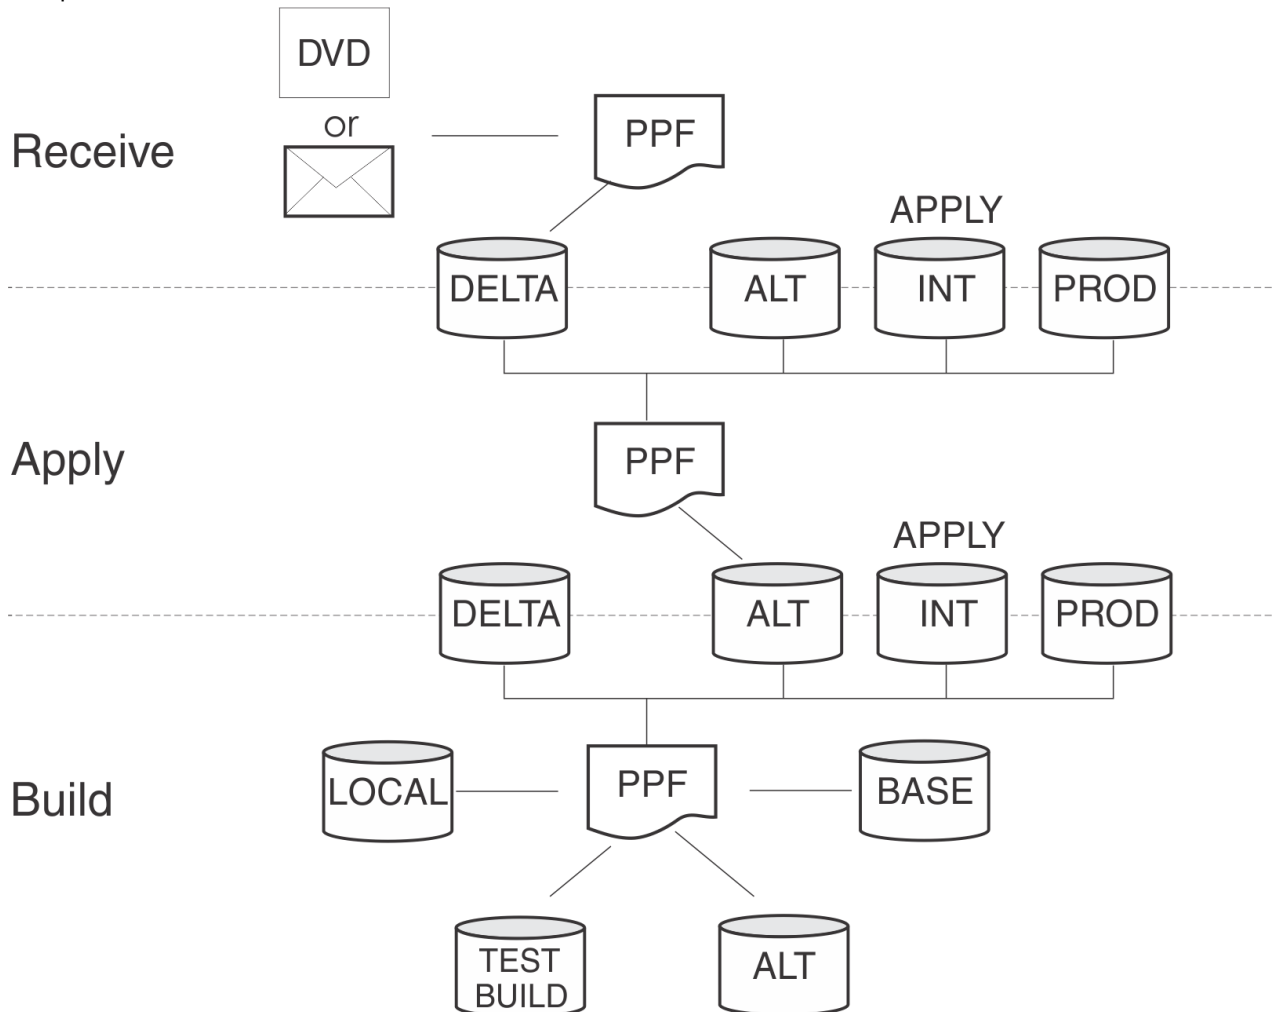 DVD
or
Receive
PPF
APPLY
DELTA
ALT
INT
PROD
Apply
PPF
APPLY
DELTA
ALT
INT
PROD
Build
LOCAL
PPF
BASE
TEST
BUILD
ALT